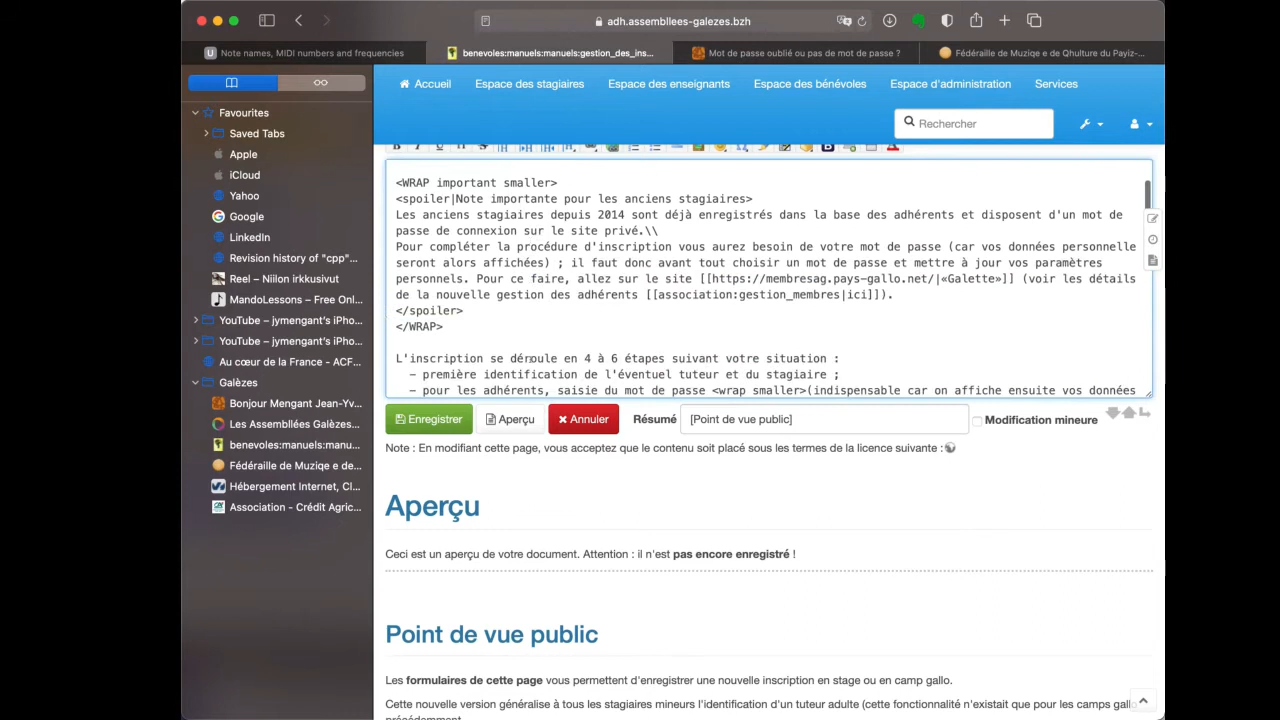 adh.assembllees-galezes.bzh
Note names, MIDI numbers and frequencies
benevoles:manuels:manuels:gestion_des_ins...
Mot de passe oublié ou pas de mot de passe ?
Fédéraille de Muziqe e de Qhulture du Payiz-...
Favourites
Saved Tabs
Apple
iCloud
Yahoo
Google
LinkedIn
Revision history of "cpp"...
Reel – Niilon irkkusivut
MandoLessons – Free Onl...
YouTube – jymengant's iPho...
YouTube – jymengant's iPho...
Au cœur de la France - ACF...
Galèzes
Bonjour Mengant Jean-Yv...
Les Assembllées Galèzes...
benevoles:manuels:manu...
Fédéraille de Muziqe e de...
Hébergement Internet, Cl...
Association - Crédit Agric...
Accueil Espace des stagiaires Espace des enseignants Espace des bénévoles Espace d'administration Services
Rechercher
<WRAP important smaller>
<spoiler|Note importante pour les anciens stagiaires>
Les anciens stagiaires depuis 2014 sont déjà enregistrés dans la base des adhérents et disposent d'un mot de
passe de connexion sur le site privé.\\
Pour compléter la procédure d'inscription vous aurez besoin de votre mot de passe (car vos données personnelle
seront alors affichées) ; il faut donc avant tout choisir un mot de passe et mettre à jour vos paramètres
personnels. Pour ce faire, allez sur le site [[https://membresag.pays-gallo.net/|«Galette»]] (voir les détails
de la nouvelle gestion des adhérents [[association:gestion_membres|ici]]).
</spoiler>
</WRAP>
L'inscription se déroule en 4 à 6 étapes suivant votre situation :
- première identification de l'éventuel tuteur et du stagiaire ;
- pour les adhérents, saisie du mot de passe <wrap smaller>(indispensable car on affiche ensuite vos données
Enregistrer Aperçu Annuler Résumé [Point de vue public] Modification mineure
Note : En modifiant cette page, vous acceptez que le contenu soit placé sous les termes de la licence suivante :
Aperçu
Ceci est un aperçu de votre document. Attention : il n'est pas encore enregistré !
Point de vue public
Les formulaires de cette page vous permettent d'enregistrer une nouvelle inscription en stage ou en camp gallo.
Cette nouvelle version généralise à tous les stagiaires mineurs l'identification d'un tuteur adulte (cette fonctionnalité n'existait que pour les camps gallo
précédemment